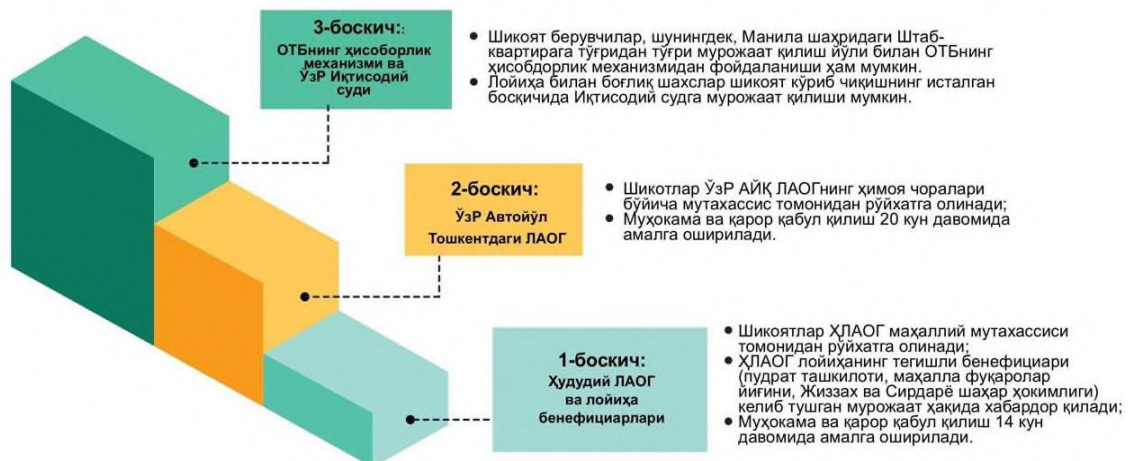 3-боскич:
ОТБнинг ҳисоборлик
механизми ва
ЎзР Иқтисодий
суди
● Шикоят берувчилар, шунингдек, Манила шаҳридаги Штаб-
квартирага тўғридан тўғри мурожаат қилиш йўли билан ОТБнинг
ҳисобдорлик механизмидан фойдаланиши ҳам мумкин.
● Лойиҳа билан боғлиқ шахслар шикоят кўриб чиқишнинг исталган
босқичида Иқтисодий судга мурожаат қилиши мумкин.
2-боскич:
ЎзР Автойўл
Тошкентдаги ЛАОГ
● Шикотлар ЎзР АЙҚ ЛАОГнинг ҳимоя чоралари
бўйича мутахассис томонидан рўйхатга олинади;
● Муҳокама ва қарор қабул қилиш 20 кун давомида
амалга оширилади.
1-боскич:
Ҳудудий ЛАОГ
ва лойиҳа
бенефициарлари
● Шикоятлар ҲЛАОГ маҳаллий мутахассиси
томонидан рўйхатга олинади;
● ҲЛАОГ лойиҳанинг тегишли бенефициари
(пудрат ташкилоти, маҳалла фуқаролар
йиғини, Жиззах ва Сирдарё шаҳар ҳокимлиги)
келиб тушган мурожаат ҳақида хабардор қилади;
● Муҳокама ва қарор қабул қилиш 14 кун
давомида амалга оширилади.